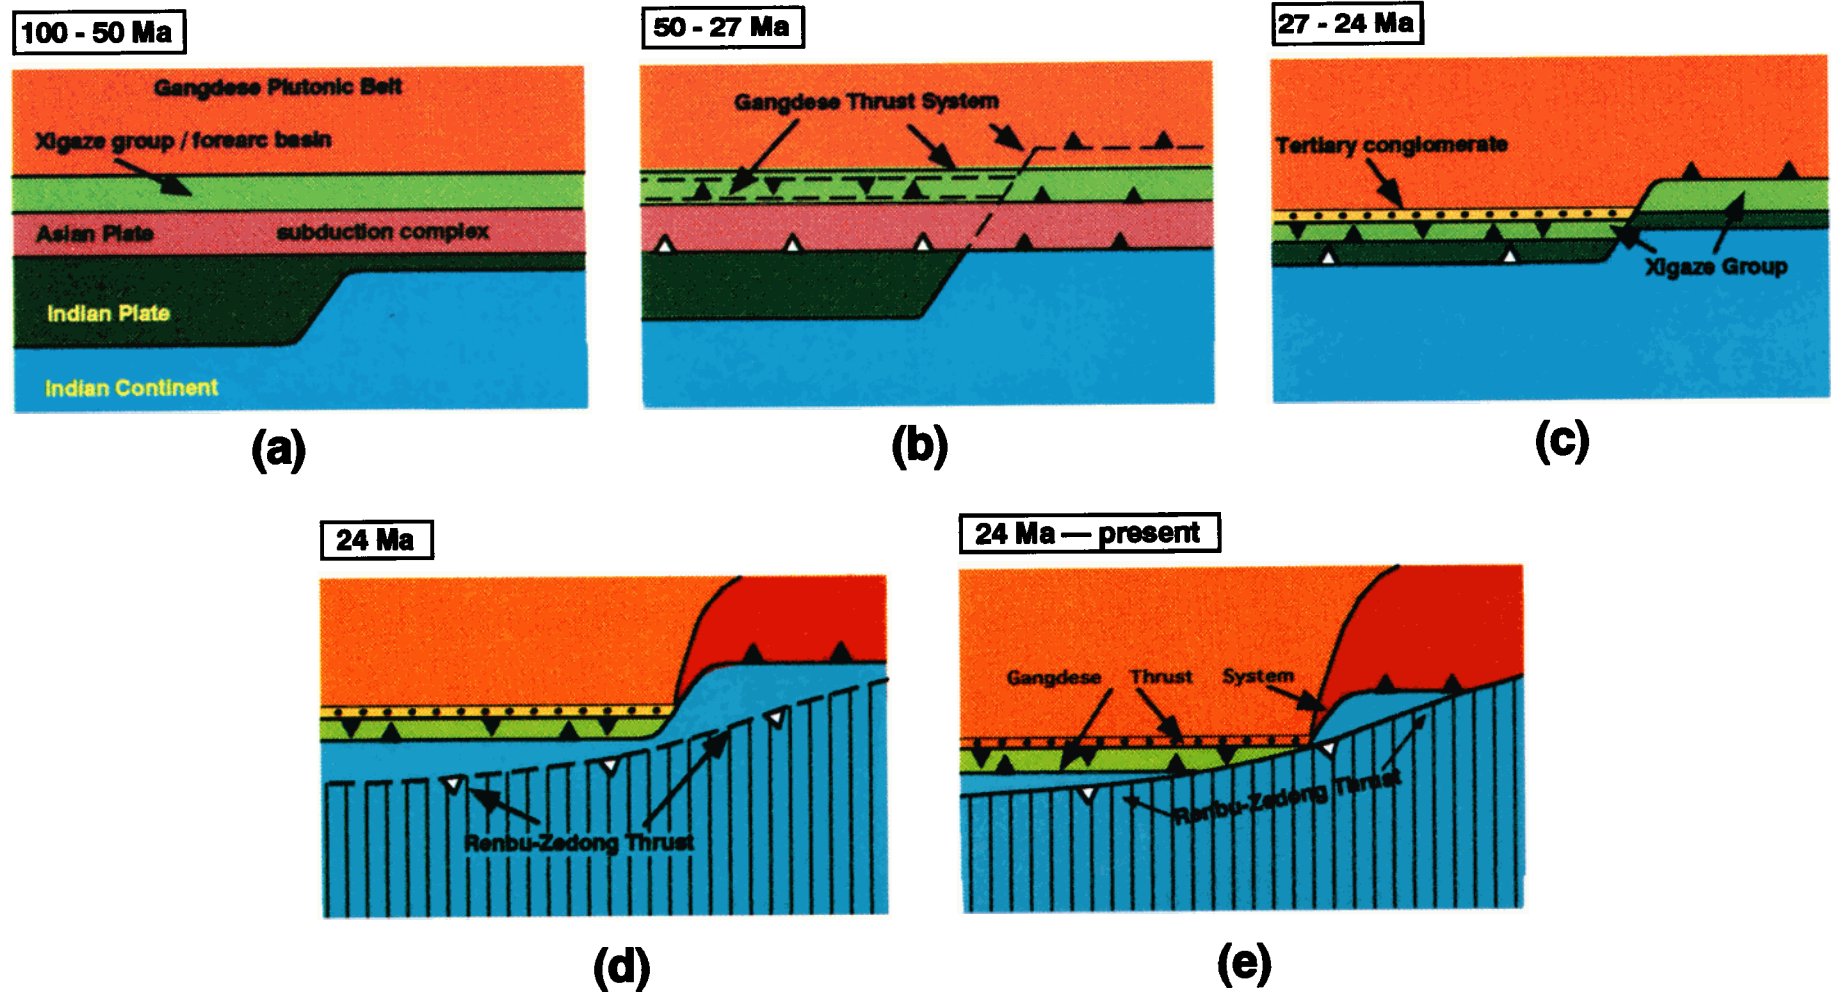 100 - 50 Ma
Gangdese Plutonic Belt
Xigaze group / forearc basin
Asian Plate subduction complex
Indian Plate
Indian Continent
(a)
50 - 27 Ma
Gangdese Thrust System
(b)
27 - 24 Ma
Tertiary conglomerate
Xigaze Group
(c)
24 Ma
Renbu-Zedong Thrust
(d)
24 Ma — present
Gangdese Thrust System
Renbu-Zedong Thrust
(e)